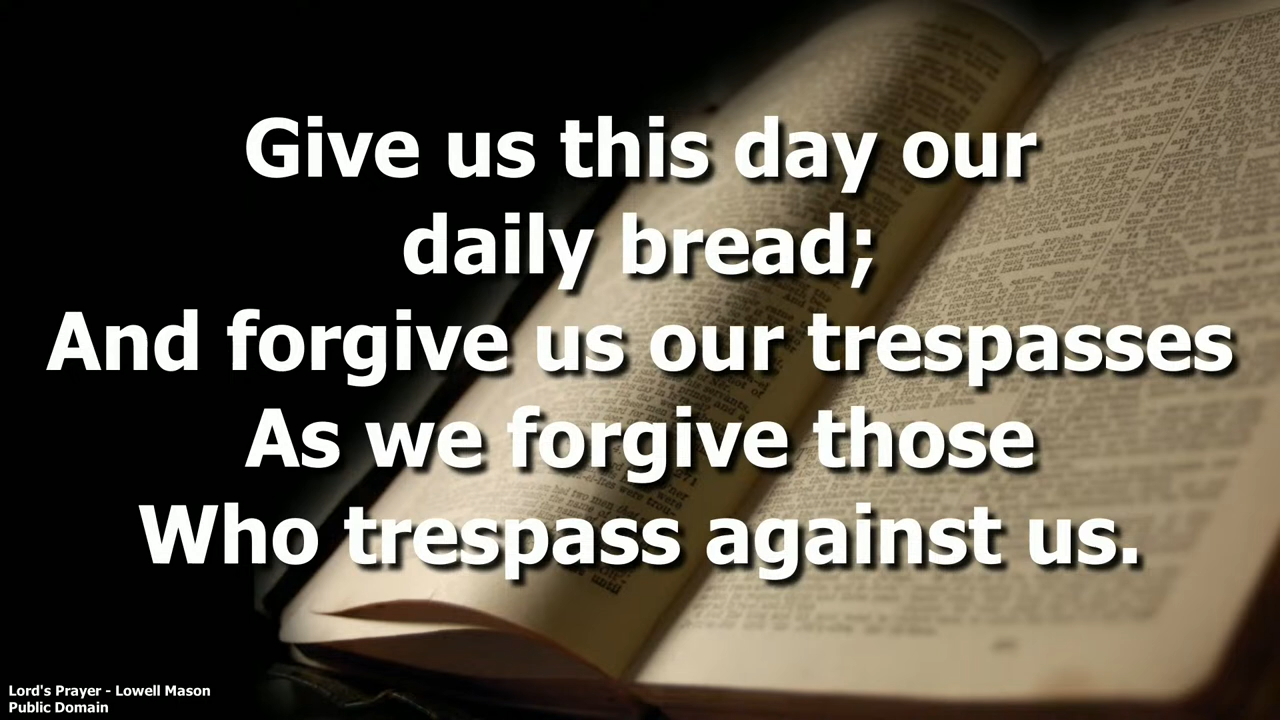 Give us this day our
daily bread;
And forgive us our trespasses
As we forgive those
Who trespass against us.
Lord's Prayer - Lowell Mason
Public Domain